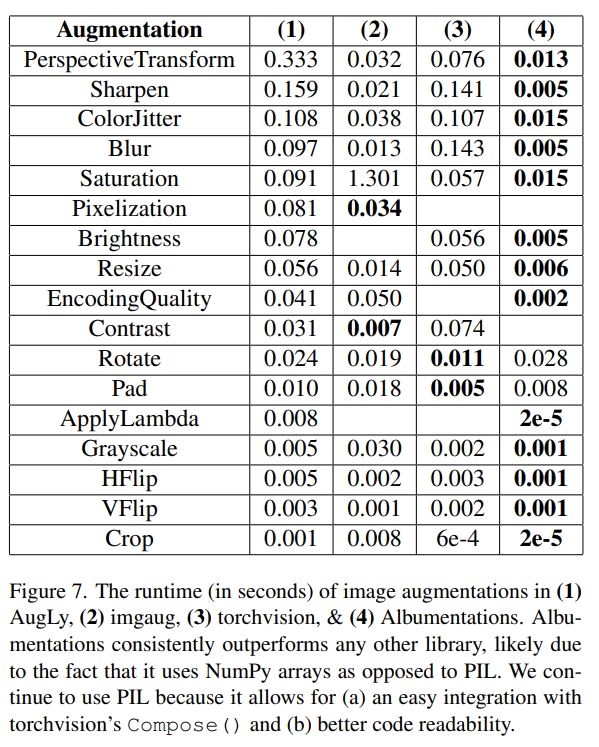 Augmentation (1) (2) (3) (4)
PerspectiveTransform 0.333 0.032 0.076 0.013
Sharpen 0.159 0.021 0.141 0.005
ColorJitter 0.108 0.038 0.107 0.015
Blur 0.097 0.013 0.143 0.005
Saturation 0.091 1.301 0.057 0.015
Pixelization 0.081 0.034
Brightness 0.078 0.056 0.005
Resize 0.056 0.014 0.050 0.006
EncodingQuality 0.041 0.050 0.002
Contrast 0.031 0.007 0.074
Rotate 0.024 0.019 0.011 0.028
Pad 0.010 0.018 0.005 0.008
ApplyLambda 0.008 2e-5
Grayscale 0.005 0.030 0.002 0.001
HFlip 0.005 0.002 0.003 0.001
VFlip 0.003 0.001 0.002 0.001
Crop 0.001 0.008 6e-4 2e-5
Figure 7. The runtime (in seconds) of image augmentations in (1)
AugLy, (2) imgaug, (3) torchvision, & (4) Albumentations. Albu-
mentations consistently outperforms any other library, likely due
to the fact that it uses NumPy arrays as opposed to PIL. We con-
tinue to use PIL because it allows for (a) an easy integration with
torchvision's Compose() and (b) better code readability.